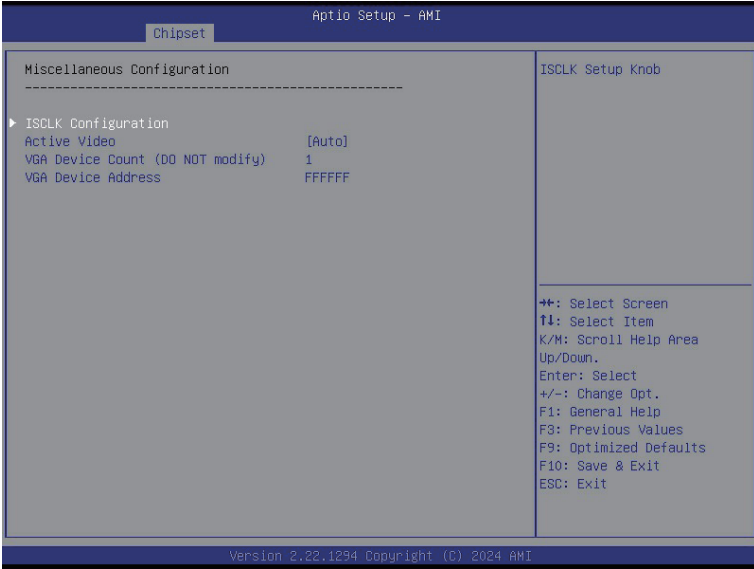 Aptio Setup – AMI
Chipset
Miscellaneous Configuration
--------------------------------------------------
ISCLK Configuration
Active Video [Auto]
VGA Device Count (DO NOT modify) 1
VGA Device Address FFFFFF
ISCLK Setup Knob
→←: Select Screen
↑↓: Select Item
K/M: Scroll Help Area
Up/Down.
Enter: Select
+/-: Change Opt.
F1: General Help
F3: Previous Values
F9: Optimized Defaults
F10: Save & Exit
ESC: Exit
Version 2.22.1294 Copyright (C) 2024 AMI